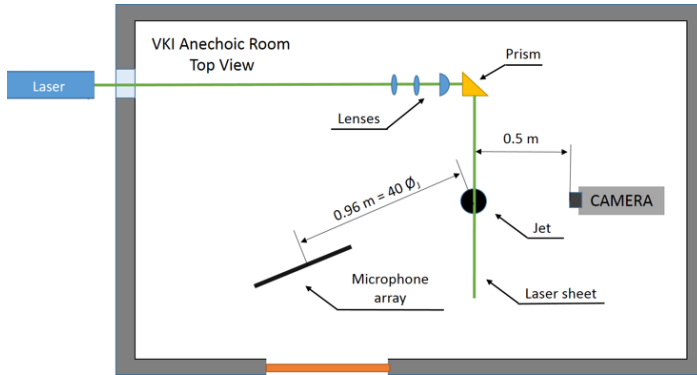 VKI Anechoic Room
Top View
Prism
Laser
Lenses
0.5 m
0.96 m = 40 Øj
CAMERA
Jet
Microphone
array
Laser sheet